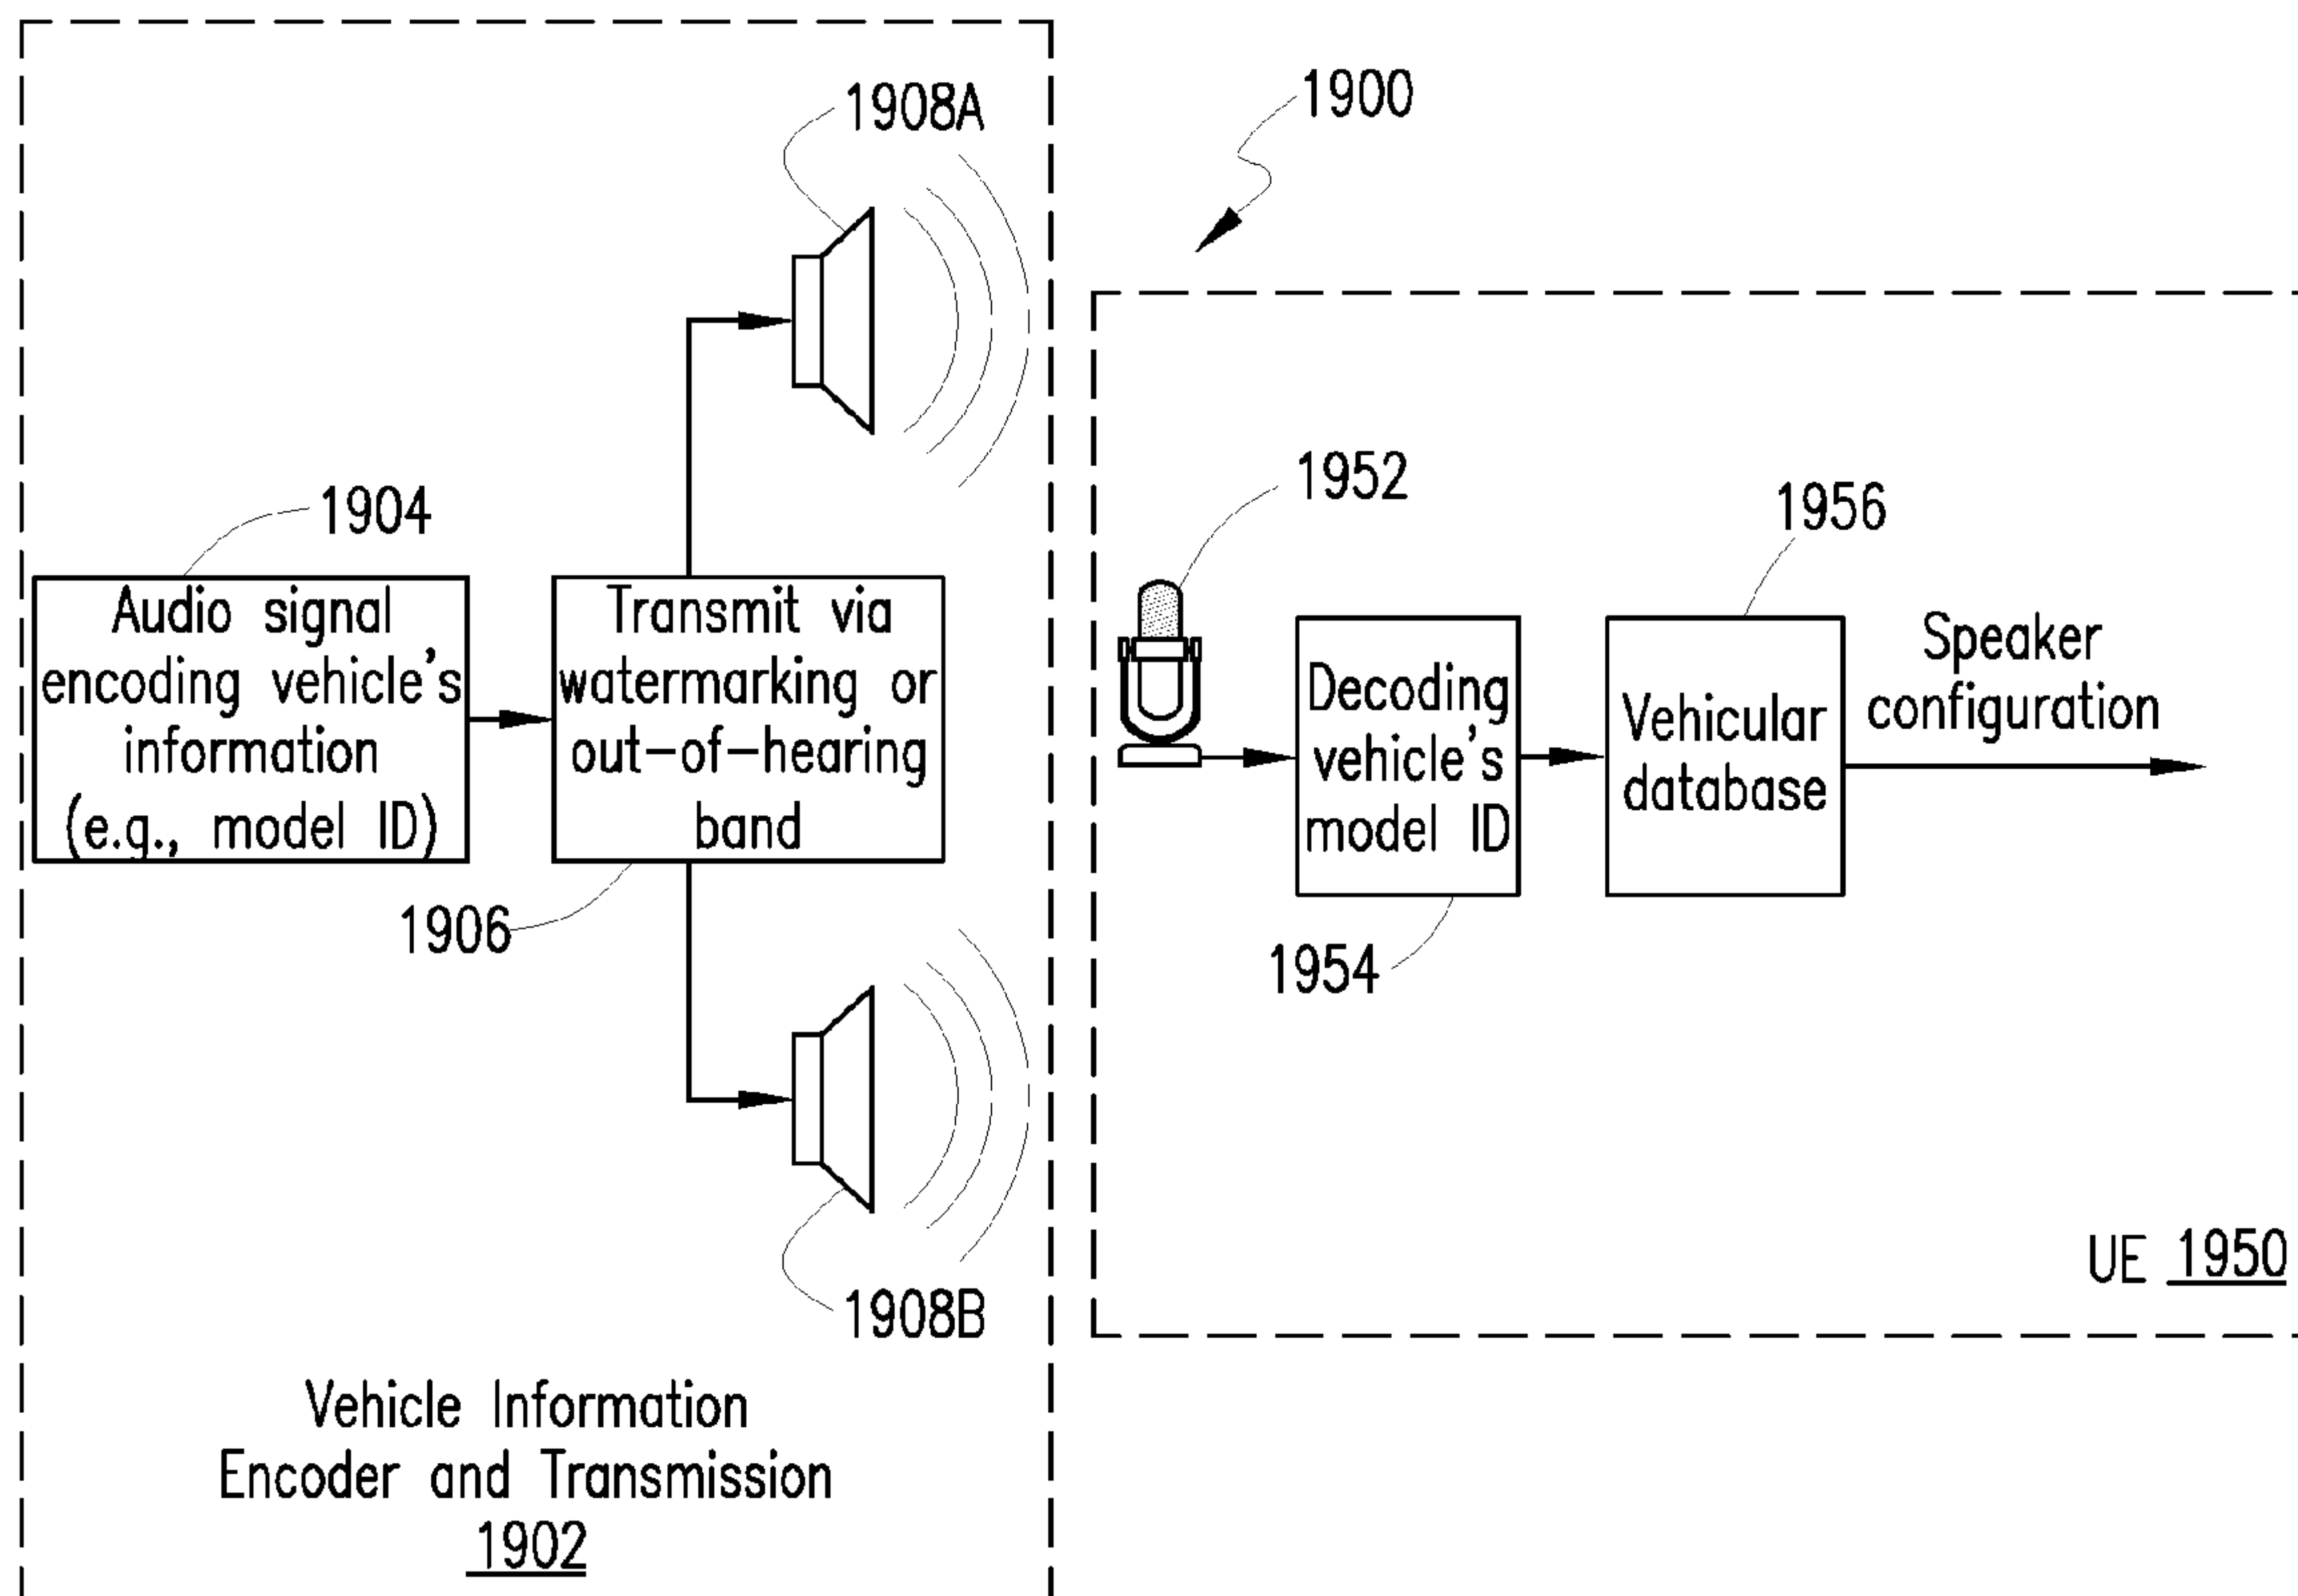 1900
1908A
1904
Audio signal
encoding vehicle's
information
(e.g., model ID)
Transmit via
watermarking or
out-of-hearing
band
1906
1908B
Vehicle Information
Encoder and Transmission
1902
1952
Decoding
vehicle's
model ID
1954
1956
Vehicular
database
Speaker
configuration
UE 1950